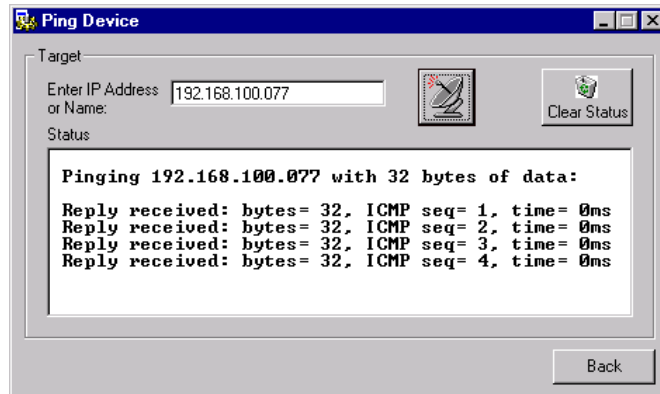 Ping Device
Target
Enter IP Address
or Name:
192.168.100.077
Clear Status
Status
Pinging 192.168.100.077 with 32 bytes of data:
Reply received: bytes= 32, ICMP seq= 1, time= 0ms
Reply received: bytes= 32, ICMP seq= 2, time= 0ms
Reply received: bytes= 32, ICMP seq= 3, time= 0ms
Reply received: bytes= 32, ICMP seq= 4, time= 0ms
Back